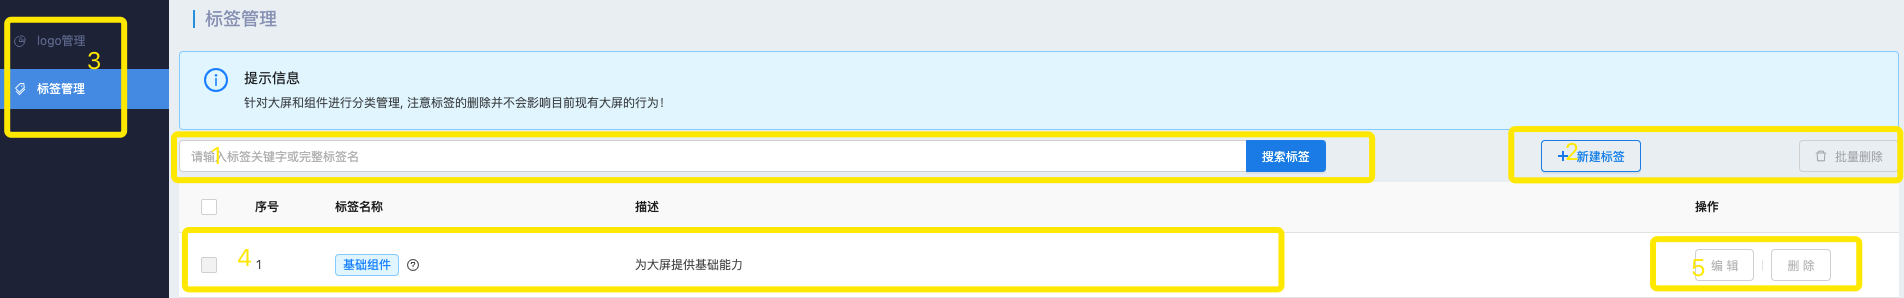 logo管理
3
标签管理
标签管理
提示信息
针对大屏和组件进行分类管理, 注意标签的删除并不会影响目前现有大屏的行为!
请输入标签关键字或完整标签名
1
搜索标签
2
新建标签
批量删除
序号 标签名称 描述 操作
4
1 基础组件 为大屏提供基础能力
5
编 辑 删 除